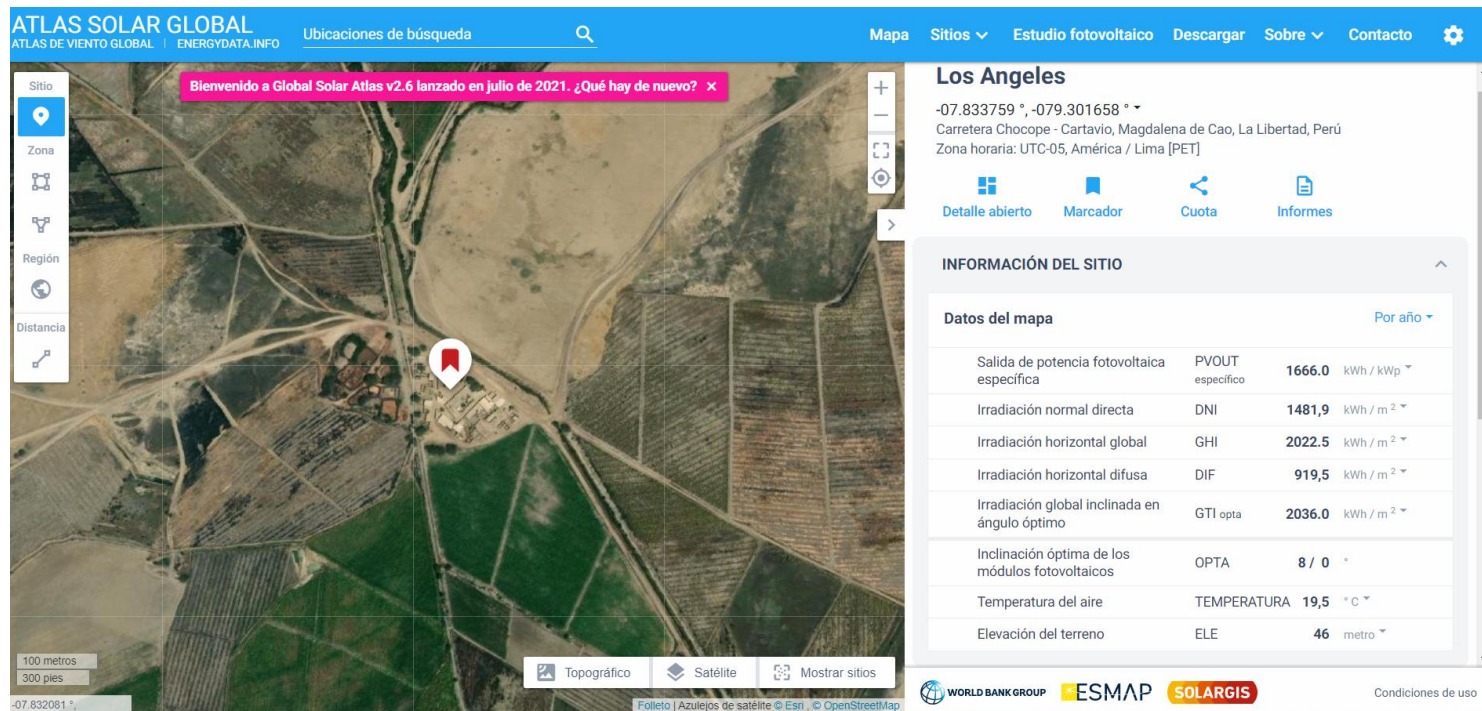 ATLAS SOLAR GLOBAL
ATLAS DE VIENTO GLOBAL | ENERGYDATA.INFO
Ubicaciones de búsqueda
Mapa Sitios Estudio fotovoltaico Descargar Sobre Contacto
Sitio
Zona
Región
Distancia
Bienvenido a Global Solar Atlas v2.6 lanzado en julio de 2021. ¿Qué hay de nuevo? ×
100 metros
300 pies
-07.832081 °,
Topográfico Satélite Mostrar sitios
Folleto | Azulejos de satélite © Esri , © OpenStreetMap
Los Angeles
-07.833759 °, -079.301658 °
Carretera Chocope - Cartavio, Magdalena de Cao, La Libertad, Perú
Zona horaria: UTC-05, América / Lima [PET]
Detalle abierto Marcador Cuota Informes
INFORMACIÓN DEL SITIO
Datos del mapa Por año
Salida de potencia fotovoltaica específica PVOUT específico 1666.0 kWh / kWp
Irradiación normal directa DNI 1481,9 kWh / m 2
Irradiación horizontal global GHI 2022.5 kWh / m 2
Irradiación horizontal difusa DIF 919,5 kWh / m 2
Irradiación global inclinada en ángulo óptimo GTI opta 2036.0 kWh / m 2
Inclinación óptima de los módulos fotovoltaicos OPTA 8 / 0 °
Temperatura del aire TEMPERATURA 19,5 ° C
Elevación del terreno ELE 46 metro
WORLD BANK GROUP ESMAP SOLARGIS Condiciones de uso